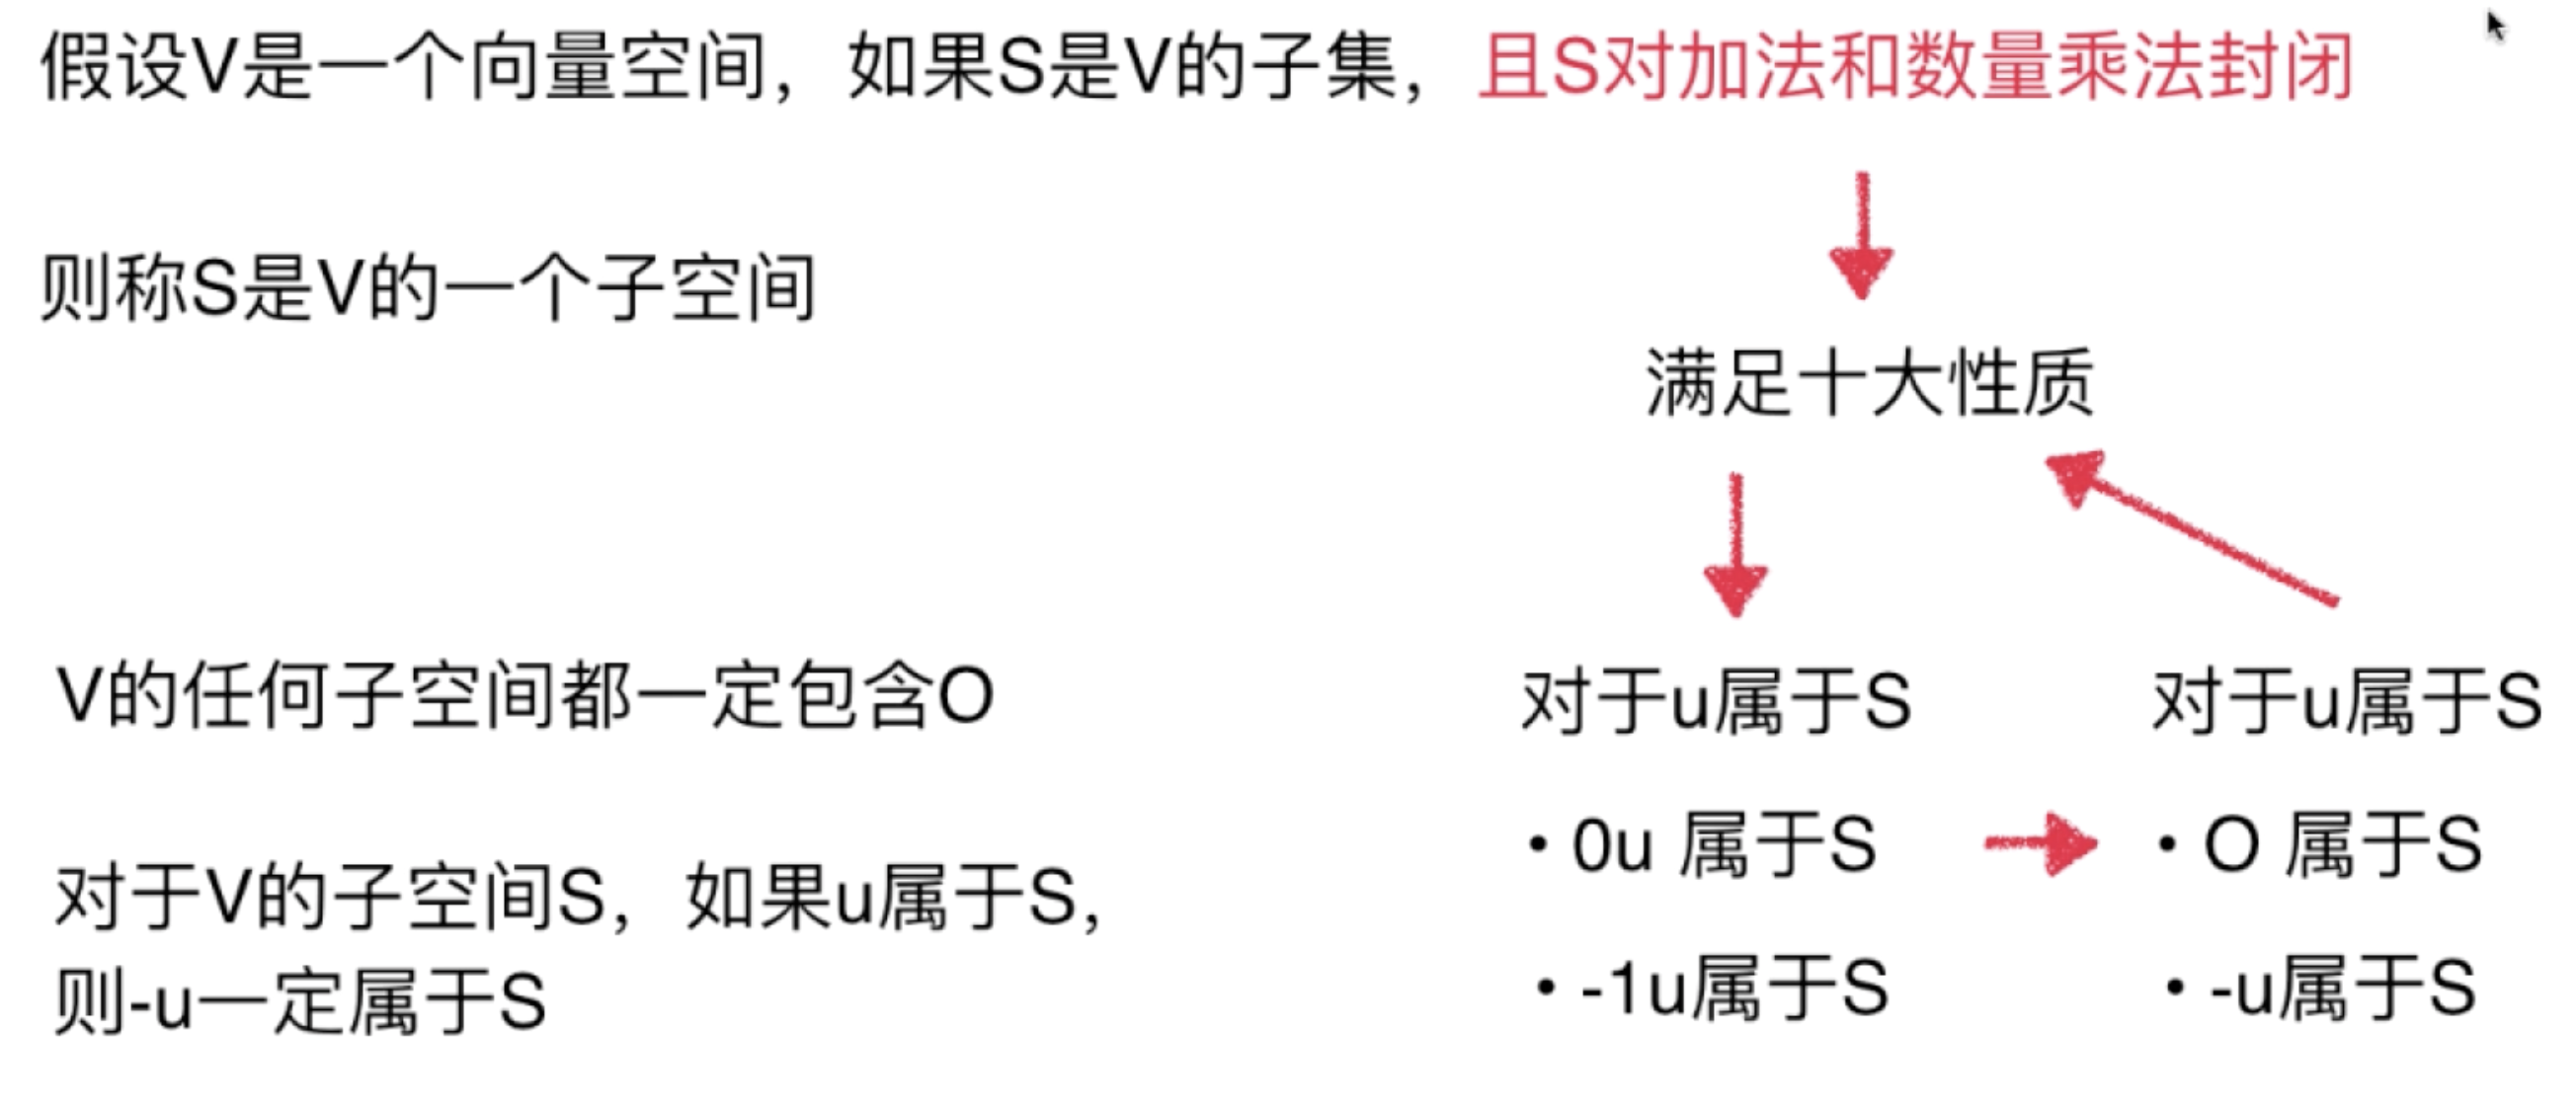 假设V是一个向量空间，如果S是V的子集，且S对加法和数量乘法封闭
则称S是V的一个子空间
满足十大性质
V的任何子空间都一定包含O
对于V的子空间S，如果u属于S，
则-u一定属于S
对于u属于S
• 0u 属于S
• -1u属于S
对于u属于S
• O 属于S
• -u属于S